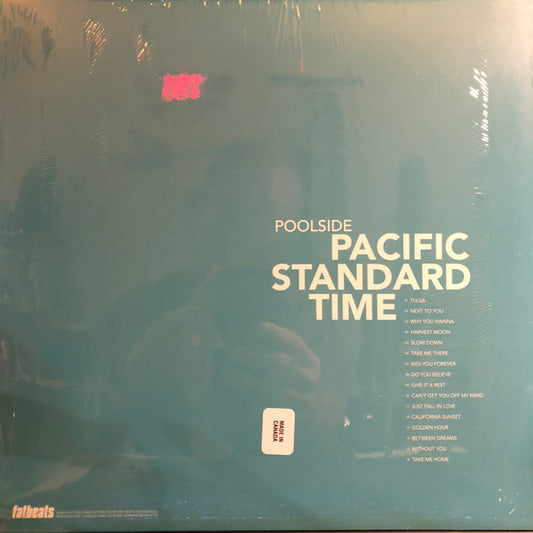 POOLSIDE
PACIFIC
STANDARD
TIME
TULSA
NEXT TO YOU
WHY YOU WANNA
HARVEST MOON
SLOW DOWN
TAKE ME THERE
KISS YOU FOREVER
DO YOU BELIEVE
GIVE IT A REST
CAN'T GET YOU OFF MY MIND
JUST FALL IN LOVE
CALIFORNIA SUNSET
GOLDEN HOUR
BETWEEN DREAMS
WITHOUT YOU
TAKE ME HOME
MADE IN
CANADA
fatbeats